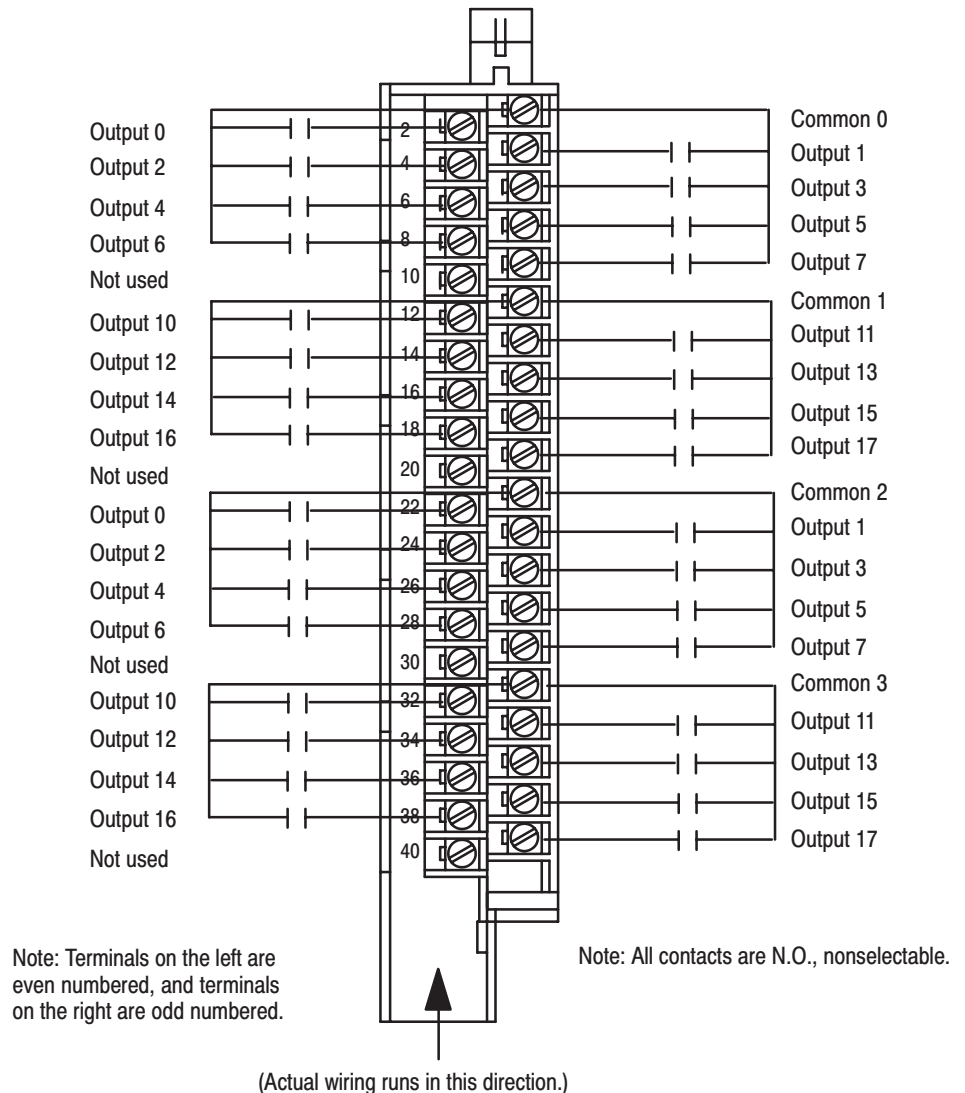 Output 0
Output 2
Output 4
Output 6
Not used
Output 10
Output 12
Output 14
Output 16
Not used
Output 0
Output 2
Output 4
Output 6
Not used
Output 10
Output 12
Output 14
Output 16
Not used
2
4
6
8
10
12
14
16
18
20
22
24
26
28
30
32
34
36
38
40
Common 0
Output 1
Output 3
Output 5
Output 7
Common 1
Output 11
Output 13
Output 15
Output 17
Common 2
Output 1
Output 3
Output 5
Output 7
Common 3
Output 11
Output 13
Output 15
Output 17
Note: Terminals on the left are
even numbered, and terminals
on the right are odd numbered.
Note: All contacts are N.O., nonselectable.
(Actual wiring runs in this direction.)